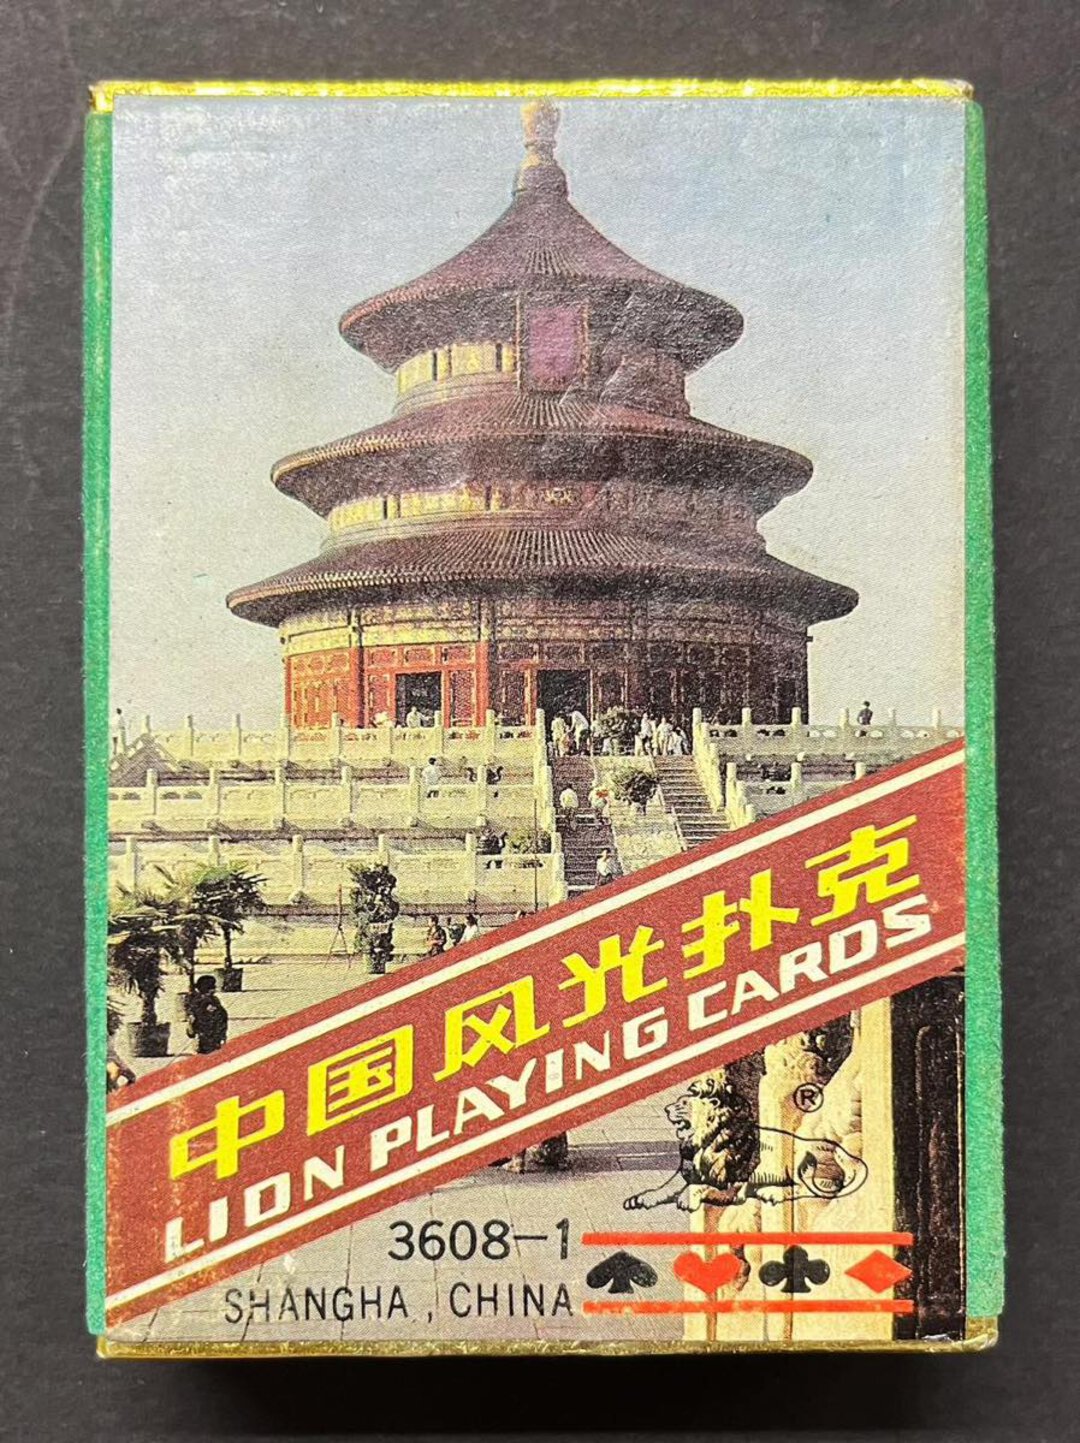 中国风光扑克
LION PLAYING CARDS
®
3608-1
SHANGHA , CHINA